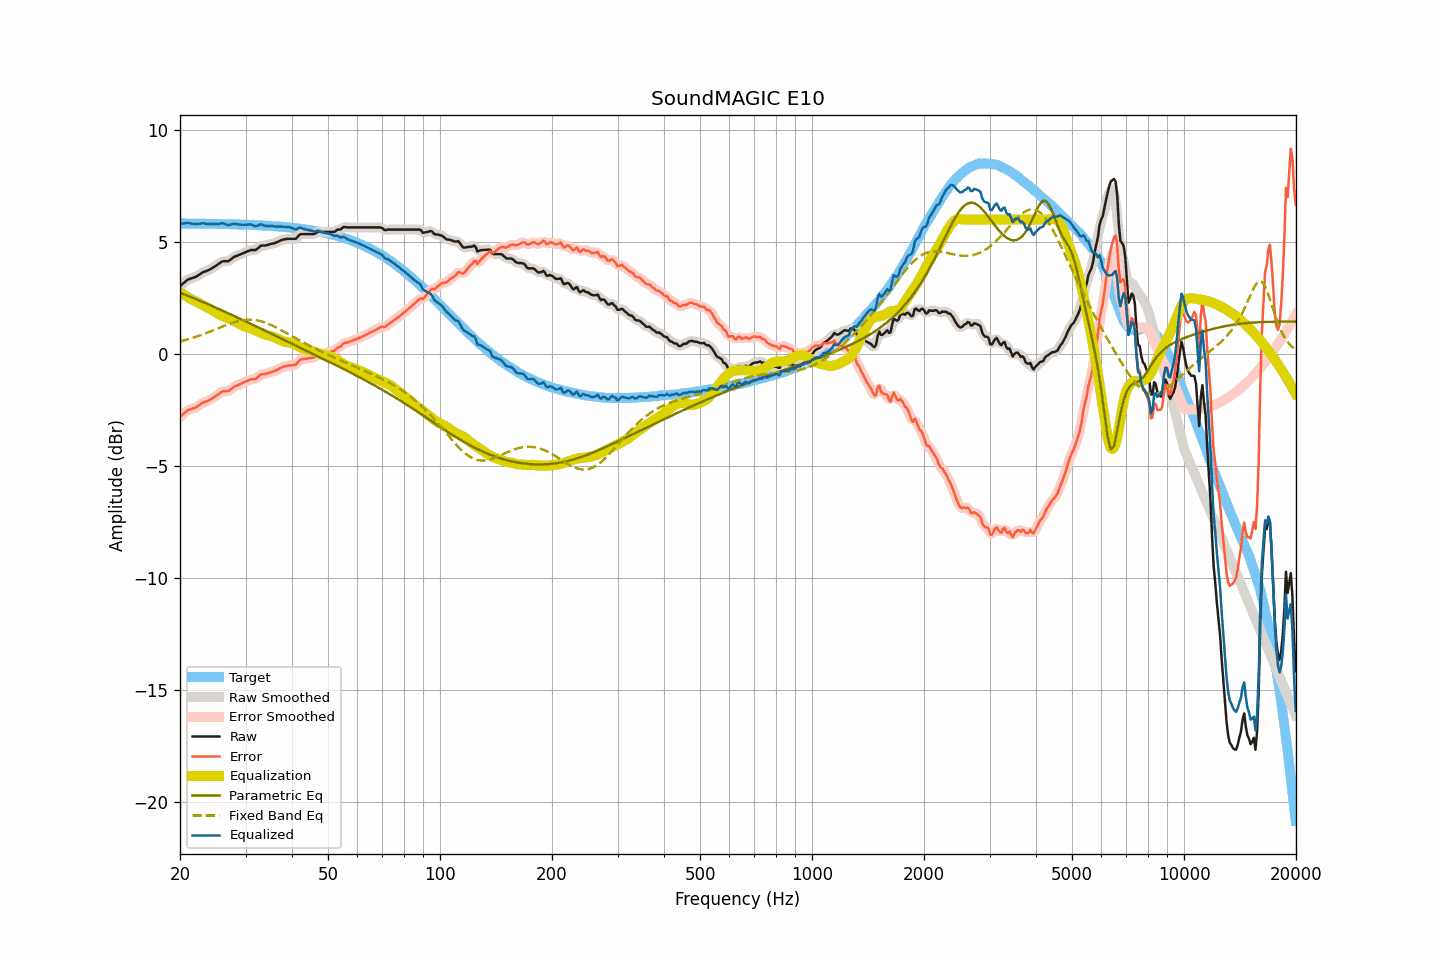 SoundMAGIC E10
10
5
0
−5
−10
−15
−20
Amplitude (dBr)
Target
Raw Smoothed
Error Smoothed
Raw
Error
Equalization
Parametric Eq
Fixed Band Eq
Equalized
20 50 100 200 500 1000 2000 5000 10000 20000
Frequency (Hz)